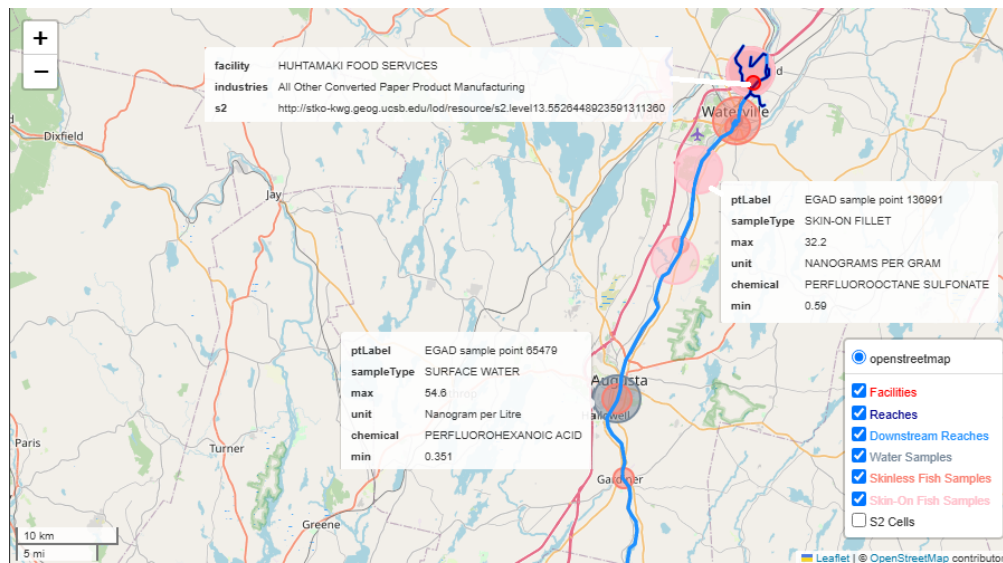 +
−
facility HUHTAMAKI FOOD SERVICES
industries All Other Converted Paper Product Manufacturing
s2 http://stko-kwg.geog.ucsb.edu/lod/resource/s2.level13.5526448923591311360
d
Waterville
Dixfield
Jay
ptLabel EGAD sample point 136991
sampleType SKIN-ON FILLET
max 32.2
unit NANOGRAMS PER GRAM
chemical PERFLUOROOCTANE SULFONATE
min 0.59
ptLabel EGAD sample point 65479
sampleType SURFACE WATER
max 54.6
unit Nanogram per Litre
chemical PERFLUOROHEXANOIC ACID
min 0.351
Augusta
Hallowell
Paris
Turner
Gardiner
Greene
openstreetmap
Facilities
Reaches
Downstream Reaches
Water Samples
Skinless Fish Samples
Skin-On Fish Samples
S2 Cells
10 km
5 mi
Leaflet | © OpenStreetMap contributor